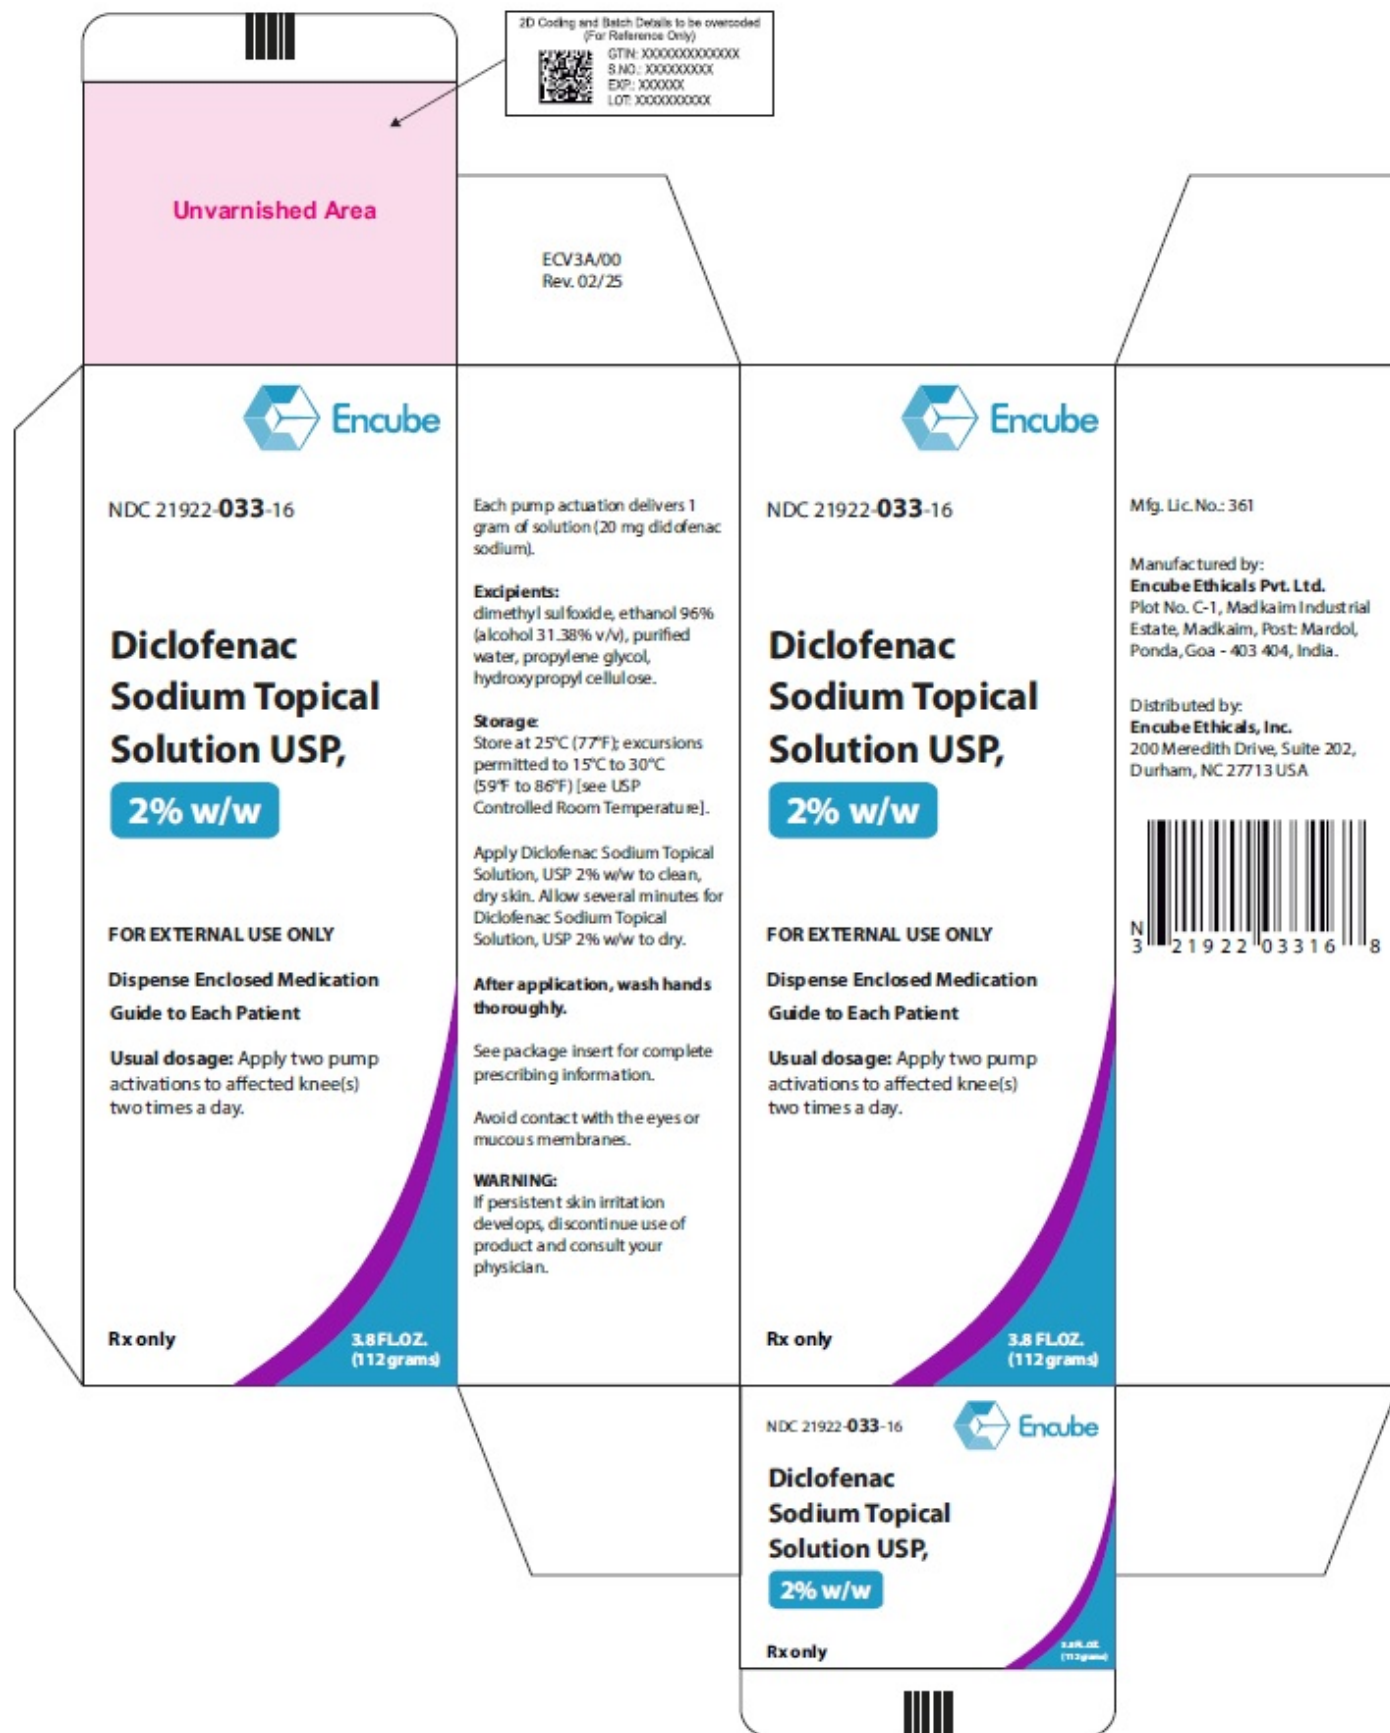 2D Coding and Batch Details to be overcoded
(For Reference Only)
GTIN: XXXXXXXXXXXXXX
S.NO.: XXXXXXXXX
EXP.: XXXXXX
LOT: XXXXXXXXXX
Unvarnished Area
ECV3A/00
Rev. 02/25
Encube
NDC 21922-033-16
Diclofenac
Sodium Topical
Solution USP,
2% w/w
FOR EXTERNAL USE ONLY
Dispense Enclosed Medication
Guide to Each Patient
Usual dosage: Apply two pump
activations to affected knee(s)
two times a day.
Rx only
3.8 FL.OZ.
(112 grams)
Each pump actuation delivers 1
gram of solution (20 mg diclofenac
sodium).
Excipients:
dimethyl sulfoxide, ethanol 96%
(alcohol 31.38% v/v), purified
water, propylene glycol,
hydroxypropyl cellulose.
Storage:
Store at 25°C (77°F); excursions
permitted to 15°C to 30°C
(59°F to 86°F) [see USP
Controlled Room Temperature].
Apply Diclofenac Sodium Topical
Solution, USP 2% w/w to clean,
dry skin. Allow several minutes for
Diclofenac Sodium Topical
Solution, USP 2% w/w to dry.
After application, wash hands
thoroughly.
See package insert for complete
prescribing information.
Avoid contact with the eyes or
mucous membranes.
WARNING:
If persistent skin irritation
develops, discontinue use of
product and consult your
physician.
Encube
NDC 21922-033-16
Diclofenac
Sodium Topical
Solution USP,
2% w/w
FOR EXTERNAL USE ONLY
Dispense Enclosed Medication
Guide to Each Patient
Usual dosage: Apply two pump
activations to affected knee(s)
two times a day.
Rx only
3.8 FL.OZ.
(112 grams)
Mfg. Lic. No.: 361
Manufactured by:
Encube Ethicals Pvt. Ltd.
Plot No. C-1, Madkaim Industrial
Estate, Madkaim, Post: Mardol,
Ponda, Goa - 403 404, India.
Distributed by:
Encube Ethicals, Inc.
200 Meredith Drive, Suite 202,
Durham, NC 27713 USA
N
3 21922 03316 8
NDC 21922-033-16
Encube
Diclofenac
Sodium Topical
Solution USP,
2% w/w
Rx only
3.8 FL.OZ.
(112 grams)